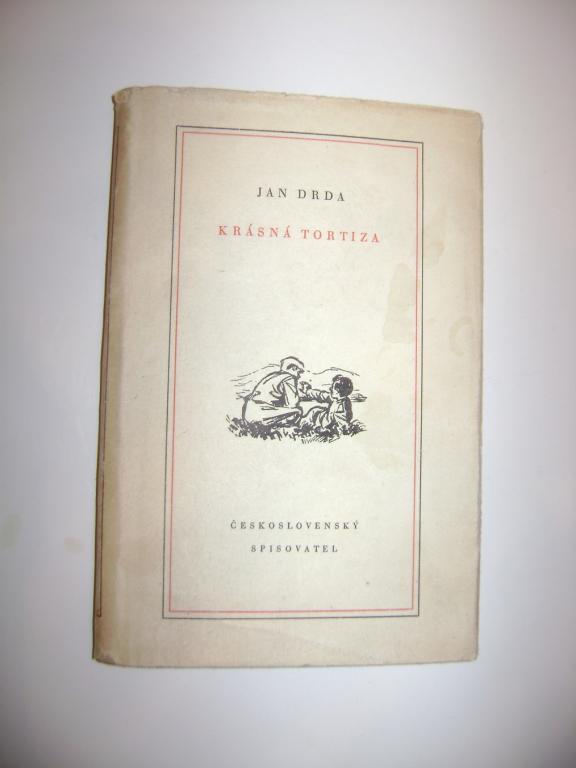 JAN DRDA
KRÁSNÁ TORTIZA
ČESKOSLOVENSKÝ
SPISOVATEL